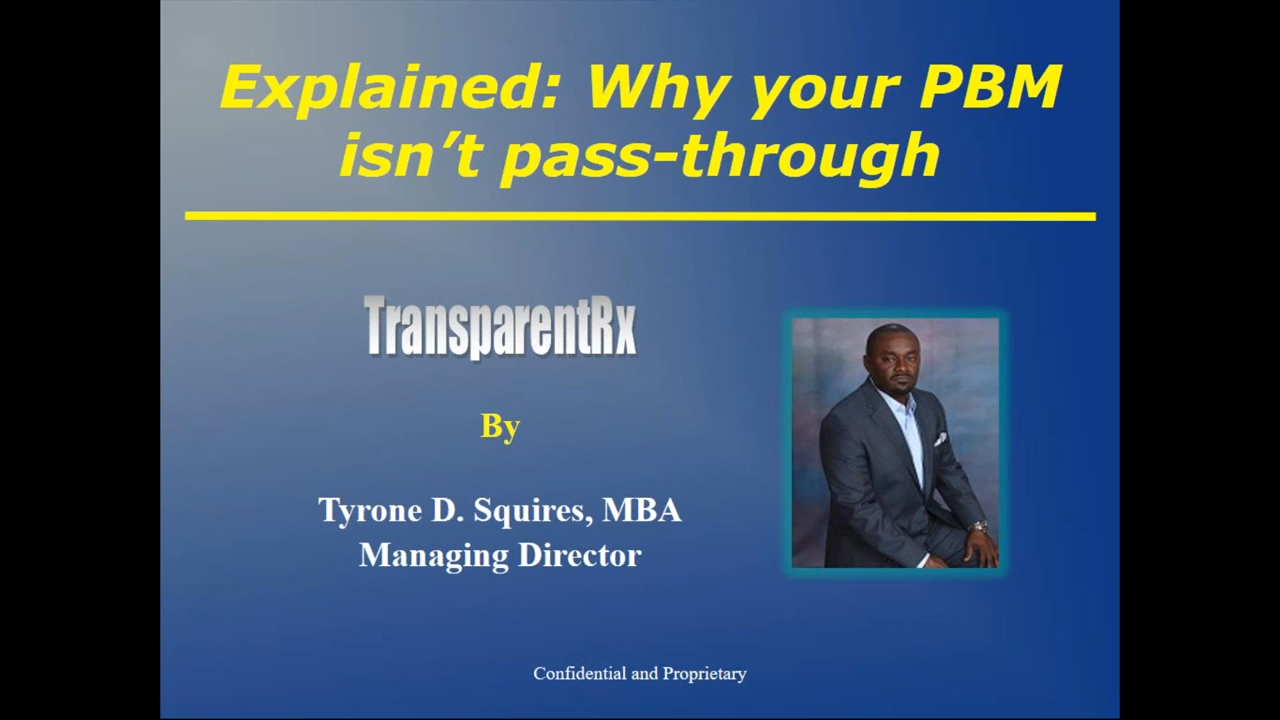 Explained: Why your PBM
isn’t pass-through
TransparentRx
By
Tyrone D. Squires, MBA
Managing Director
Confidential and Proprietary